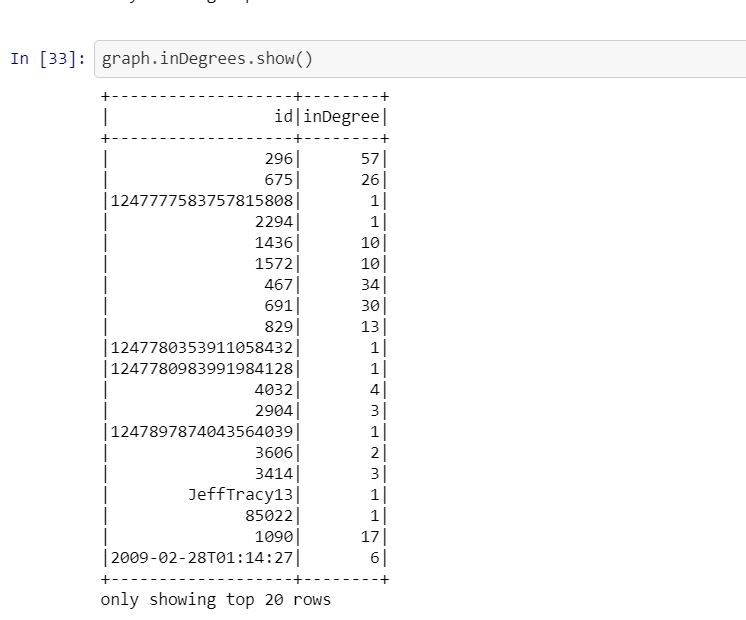 In [33]: graph.inDegrees.show()
+-------------------+--------+
|                 id|inDegree|
+-------------------+--------+
|                296|      57|
|                675|      26|
|1247777583757815808|       1|
|               2294|       1|
|               1436|      10|
|               1572|      10|
|                467|      34|
|                691|      30|
|                829|      13|
|1247780353911058432|       1|
|1247780983991984128|       1|
|               4032|       4|
|               2904|       3|
|1247897874043564039|       1|
|               3606|       2|
|               3414|       3|
|        JeffTracy13|       1|
|              85022|       1|
|               1090|      17|
|2009-02-28T01:14:27|       6|
+-------------------+--------+
only showing top 20 rows